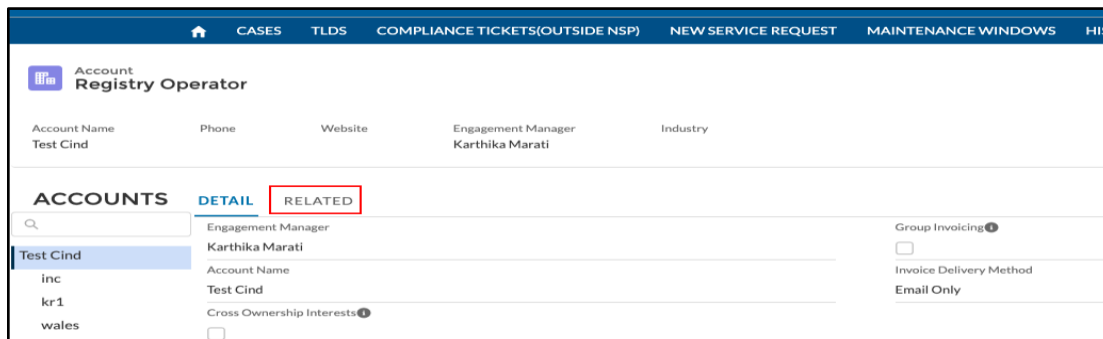 CASES TLDS COMPLIANCE TICKETS(OUTSIDE NSP) NEW SERVICE REQUEST MAINTENANCE WINDOWS
Account
Registry Operator
Account Name Phone Website Engagement Manager Industry
Test Cind Karthika Marati
ACCOUNTS DETAIL RELATED
Engagement Manager Group Invoicing
Karthika Marati
Test Cind
Account Name Invoice Delivery Method
inc
Test Cind Email Only
kr1
Cross Ownership Interests
wales